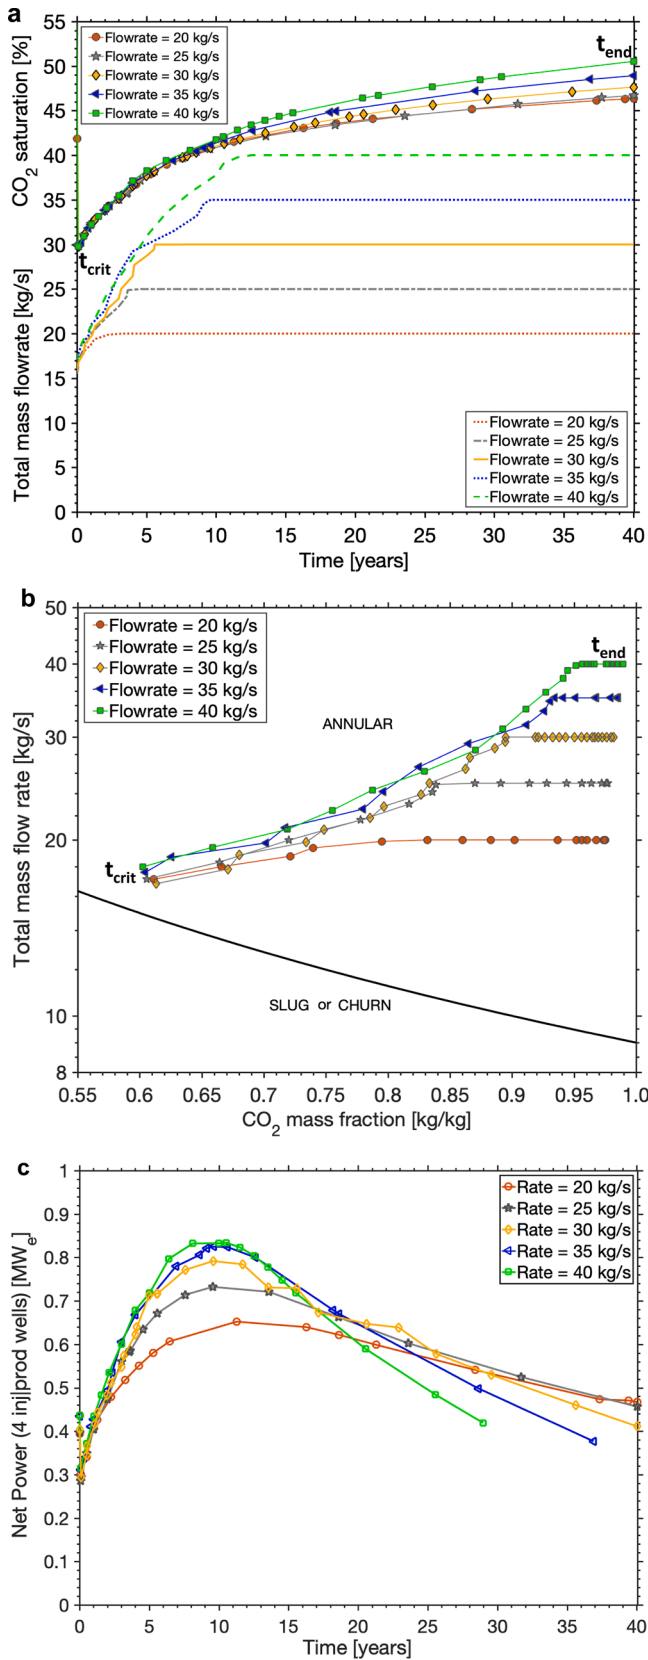 a
CO2 saturation [%]
Total mass flowrate [kg/s]
55
50
45
40
35
30
25
20
15
10
5
0
Flowrate = 20 kg/s
Flowrate = 25 kg/s
Flowrate = 30 kg/s
Flowrate = 35 kg/s
Flowrate = 40 kg/s
tend
tcrit
Flowrate = 20 kg/s
Flowrate = 25 kg/s
Flowrate = 30 kg/s
Flowrate = 35 kg/s
Flowrate = 40 kg/s
0 5 10 15 20 25 30 35 40
Time [years]
b
Total mass flow rate [kg/s]
50
40
30
20
10
8
Flowrate = 20 kg/s
Flowrate = 25 kg/s
Flowrate = 30 kg/s
Flowrate = 35 kg/s
Flowrate = 40 kg/s
tend
ANNULAR
tcrit
SLUG or CHURN
0.55 0.6 0.65 0.7 0.75 0.8 0.85 0.9 0.95 1.0
CO2 mass fraction [kg/kg]
c
Net Power (4 inj||prod wells) [MWe]
1
0.9
0.8
0.7
0.6
0.5
0.4
0.3
0.2
0.1
0
Rate = 20 kg/s
Rate = 25 kg/s
Rate = 30 kg/s
Rate = 35 kg/s
Rate = 40 kg/s
0 5 10 15 20 25 30 35 40
Time [years]